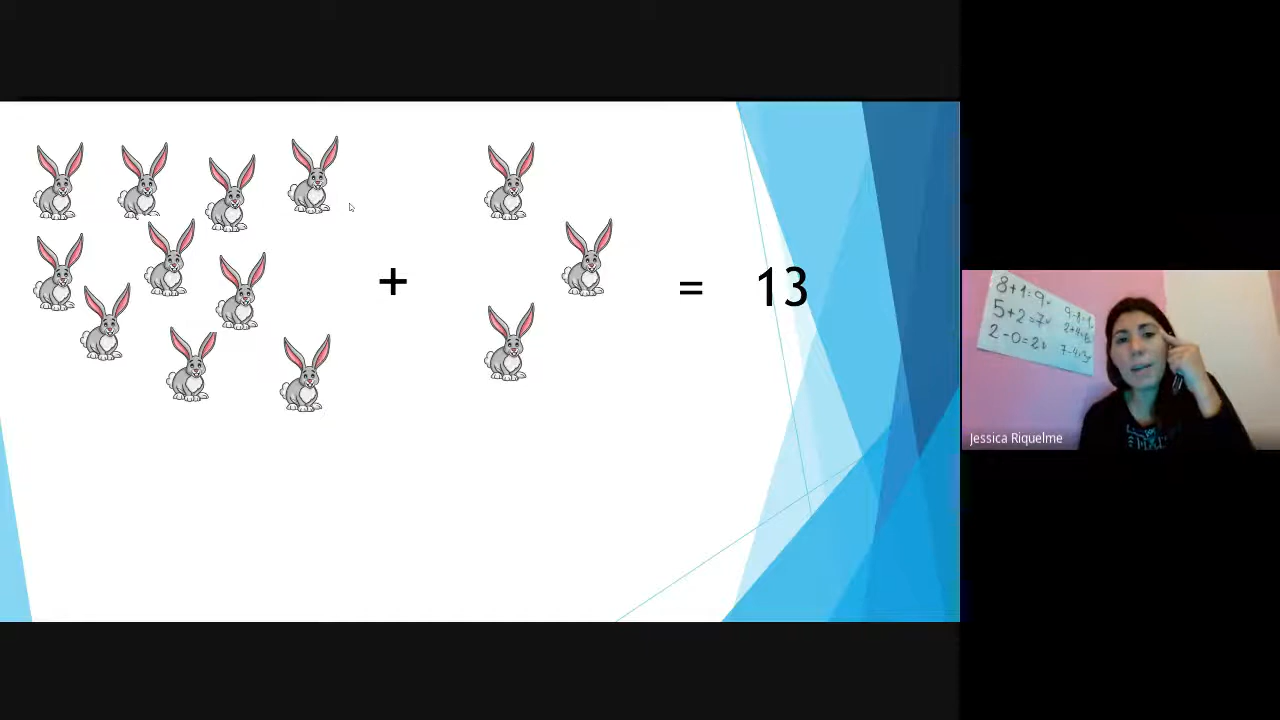 + = 13
8+1=9
5+2=7
2-0=2
Jessica Riquelme